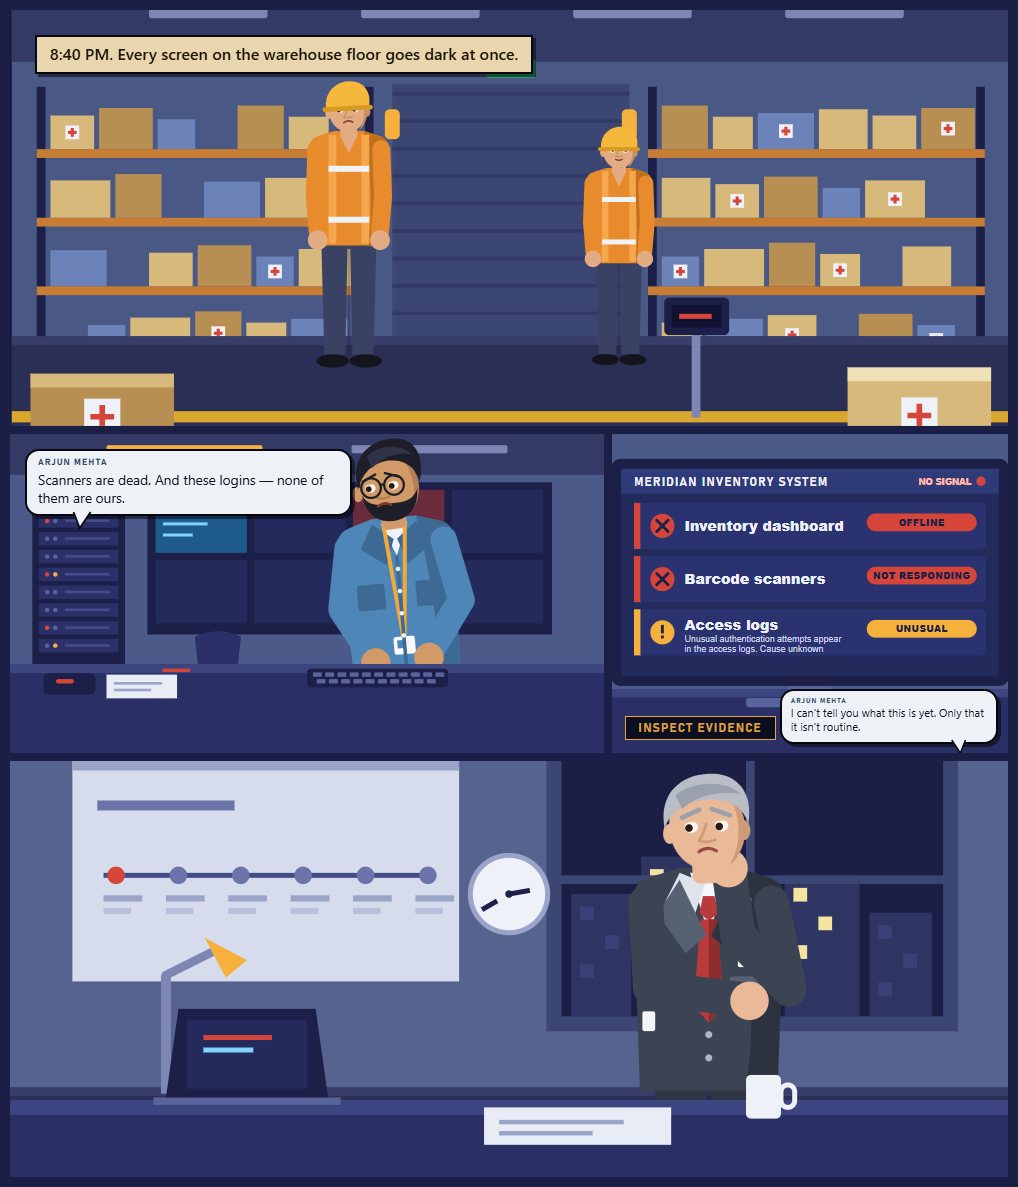 8:40 PM. Every screen on the warehouse floor goes dark at once.
ARJUN MEHTA
Scanners are dead. And these logins — none of
them are ours.
MERIDIAN INVENTORY SYSTEM
NO SIGNAL
Inventory dashboard
OFFLINE
Barcode scanners
NOT RESPONDING
Access logs
UNUSUAL
Unusual authentication attempts appear
in the access logs. Cause unknown
INSPECT EVIDENCE
ARJUN MEHTA
I can't tell you what this is yet. Only that
it isn't routine.